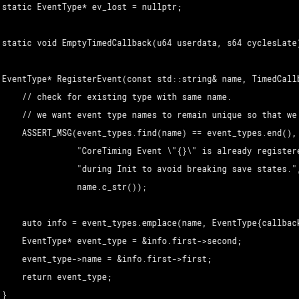 static EventType* ev_lost = nullptr;
static void EmptyTimedCallback(u64 userdata, s64 cyclesLate)
EventType* RegisterEvent(const std::string& name, TimedCallb
// check for existing type with same name.
// we want event type names to remain unique so that we
ASSERT_MSG(event_types.find(name) == event_types.end(),
"CoreTiming Event \"{}\" is already registere
"during Init to avoid breaking save states.",
name.c_str());
auto info = event_types.emplace(name, EventType{callback
EventType* event_type = &info.first->second;
event_type->name = &info.first->first;
return event_type;
}